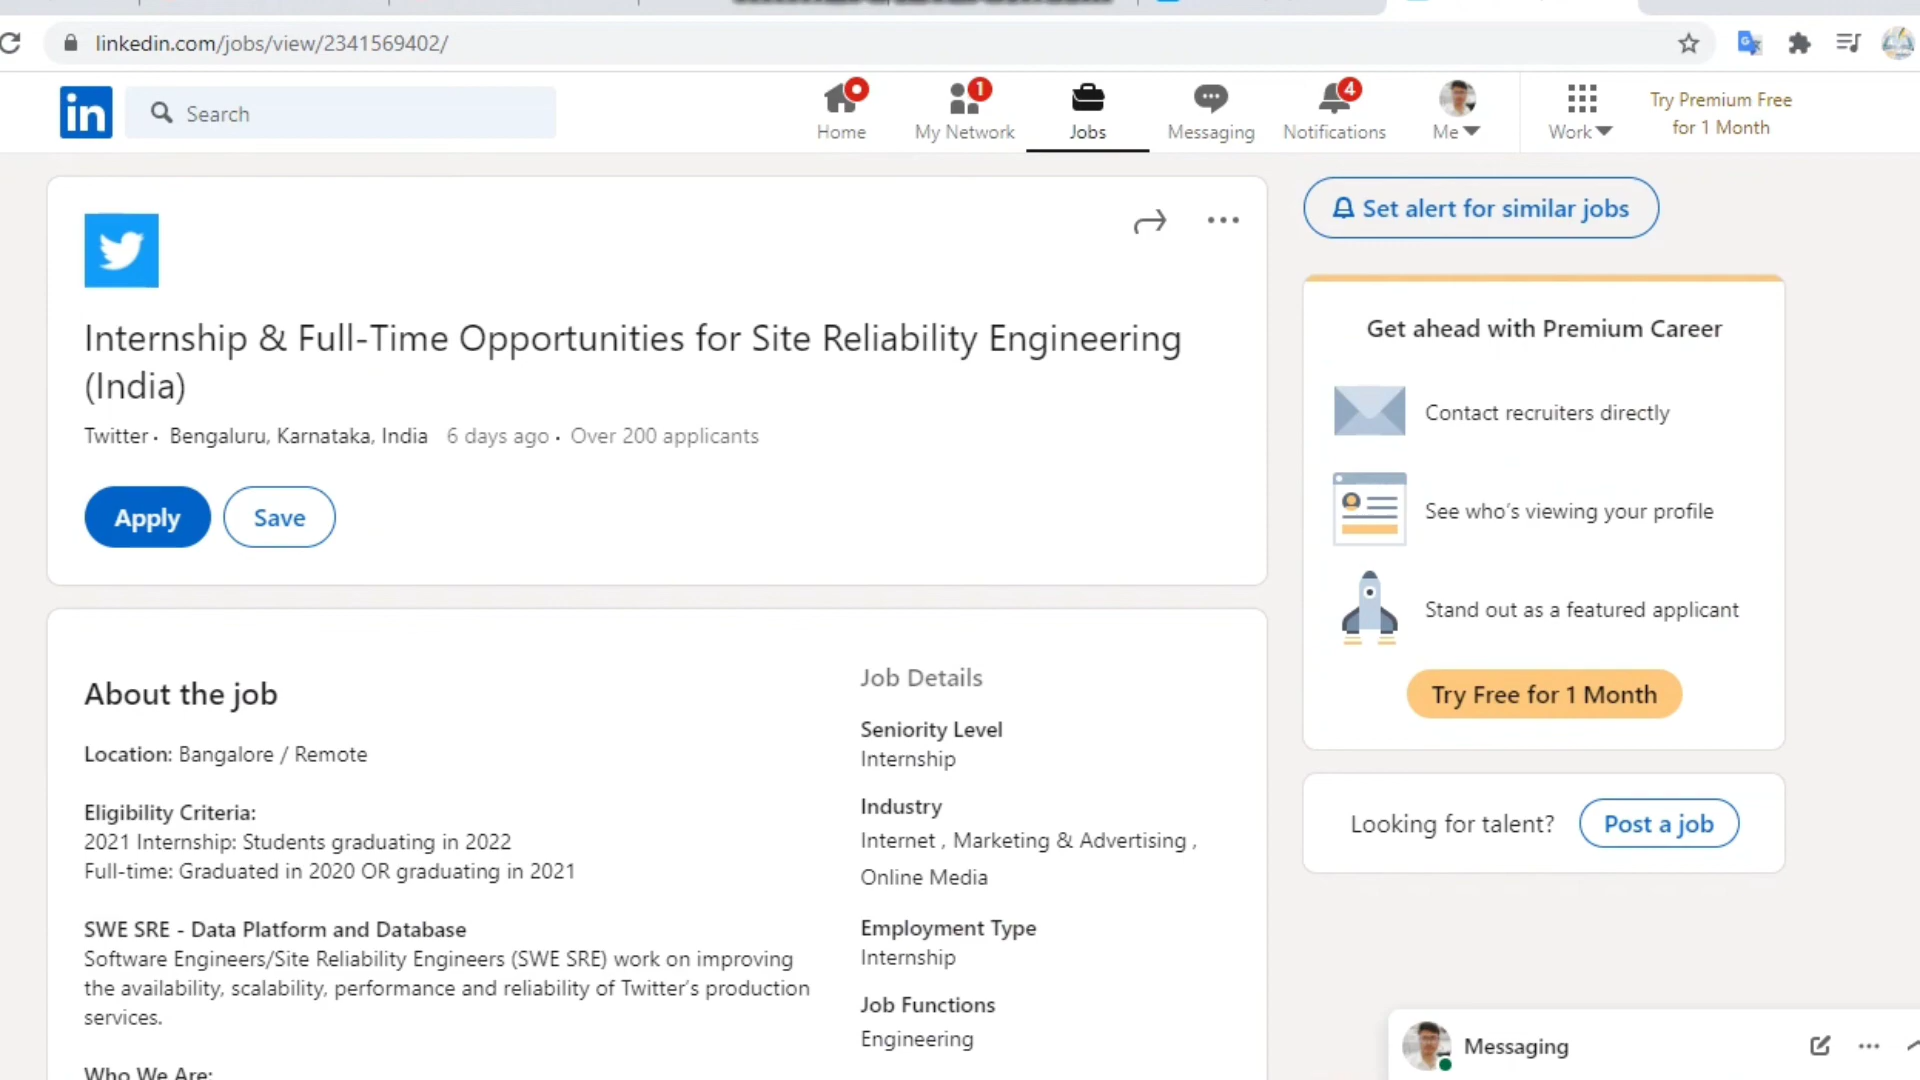 linkedin.com/jobs/view/2341569402/
in
Search
Home
1
My Network
Jobs
Messaging
4
Notifications
Me
Work
Try Premium Free
for 1 Month
Internship & Full-Time Opportunities for Site Reliability Engineering
(India)
Twitter · Bengaluru, Karnataka, India 6 days ago · Over 200 applicants
Apply
Save
About the job
Location: Bangalore / Remote
Eligibility Criteria:
2021 Internship: Students graduating in 2022
Full-time: Graduated in 2020 OR graduating in 2021
SWE SRE - Data Platform and Database
Software Engineers/Site Reliability Engineers (SWE SRE) work on improving
the availability, scalability, performance and reliability of Twitter's production
services.
Who We Are:
Job Details
Seniority Level
Internship
Industry
Internet , Marketing & Advertising ,
Online Media
Employment Type
Internship
Job Functions
Engineering
Set alert for similar jobs
Get ahead with Premium Career
Contact recruiters directly
See who's viewing your profile
Stand out as a featured applicant
Try Free for 1 Month
Looking for talent?
Post a job
Messaging